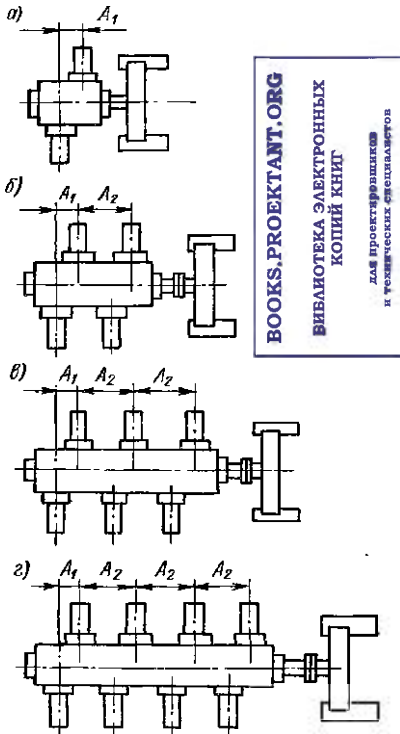 а)
A₁
б)
A₁ A₂
в)
A₁ A₂ A₂
г)
A₁ A₂ A₂ A₂
BOOKS.PROEKTANT.ORG
БИБЛИОТЕКА ЭЛЕКТРОННЫХ
КОПИЙ КНИГ
для проектировщиков
и технических специалистов